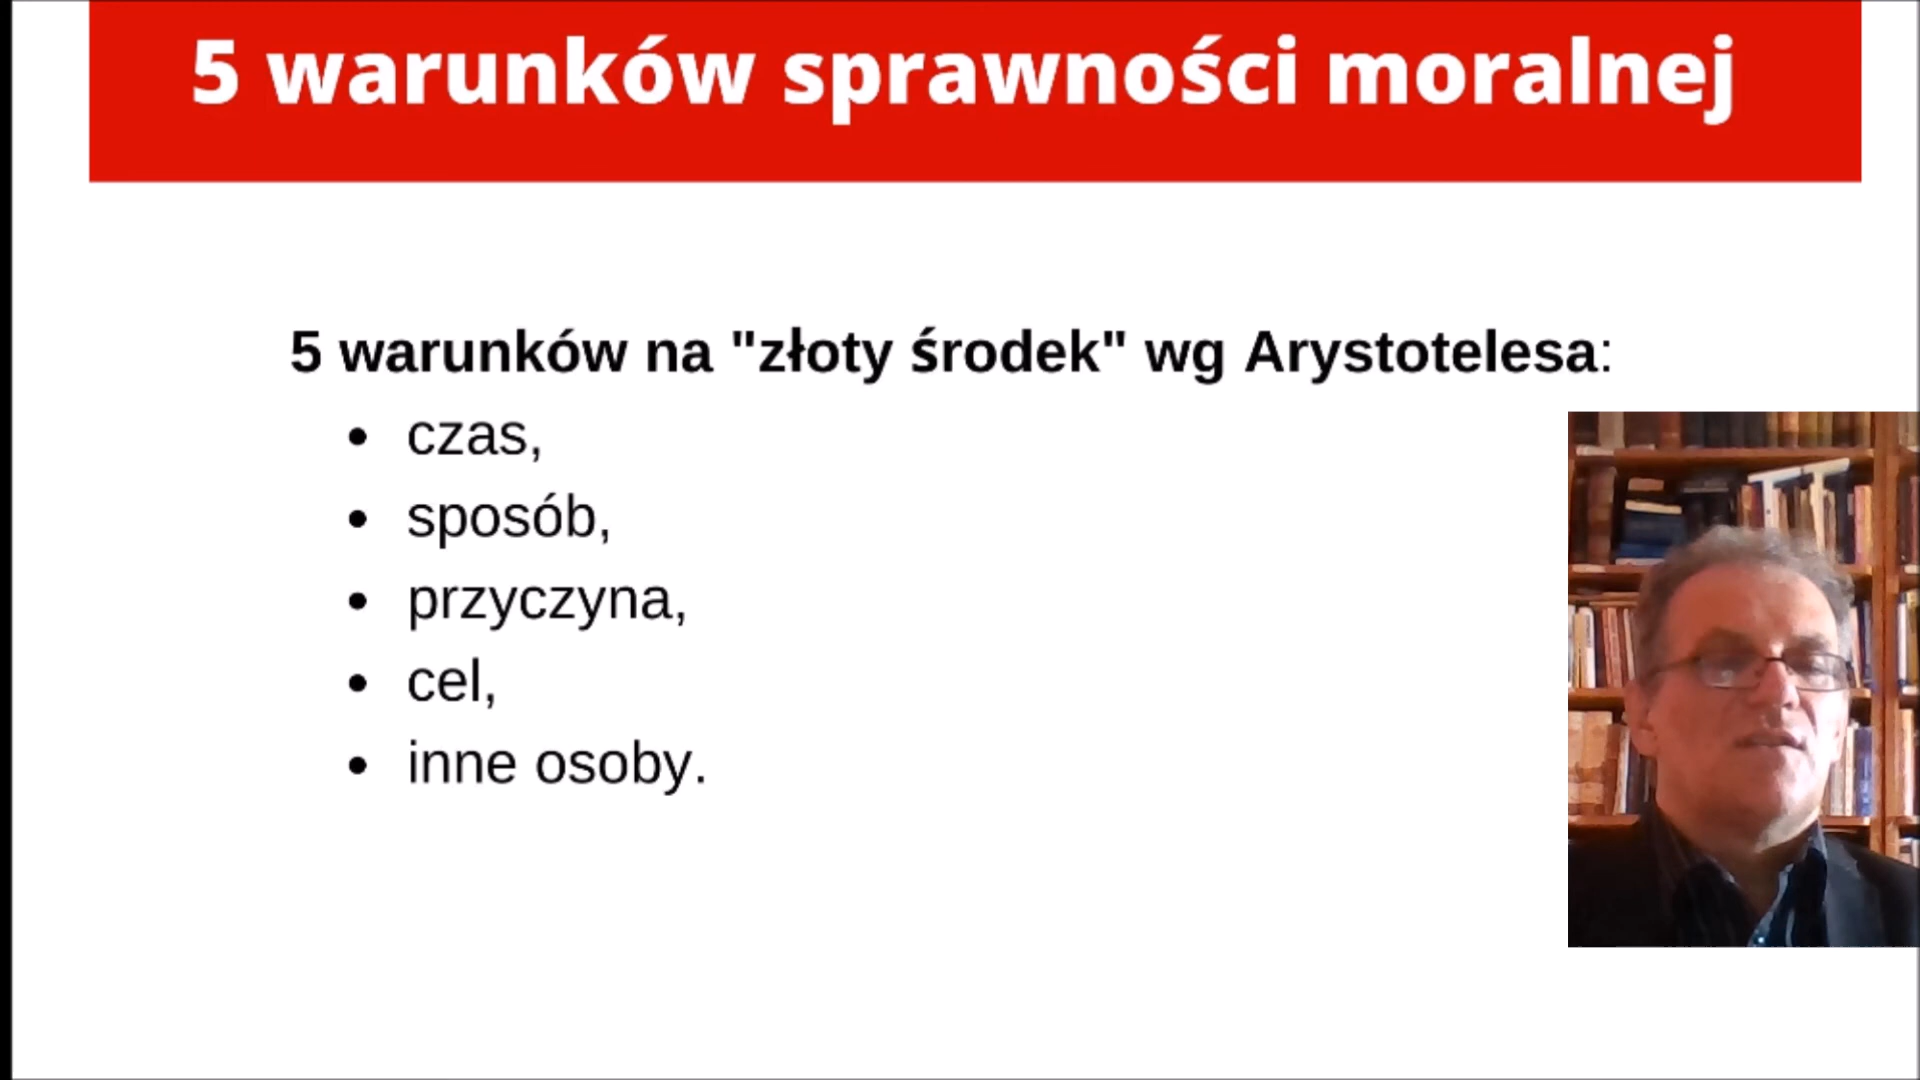 5 warunków sprawności moralnej
5 warunków na "złoty środek" wg Arystotelesa:
• czas,
• sposób,
• przyczyna,
• cel,
• inne osoby.